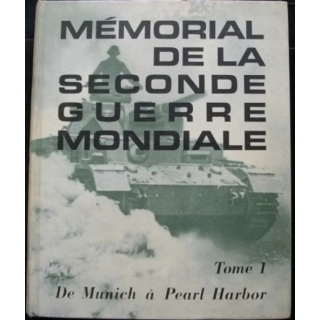 MÉMORIAL
DE LA
SECONDE
GUERRE
MONDIALE
Tome 1
De Munich à Pearl Harbor